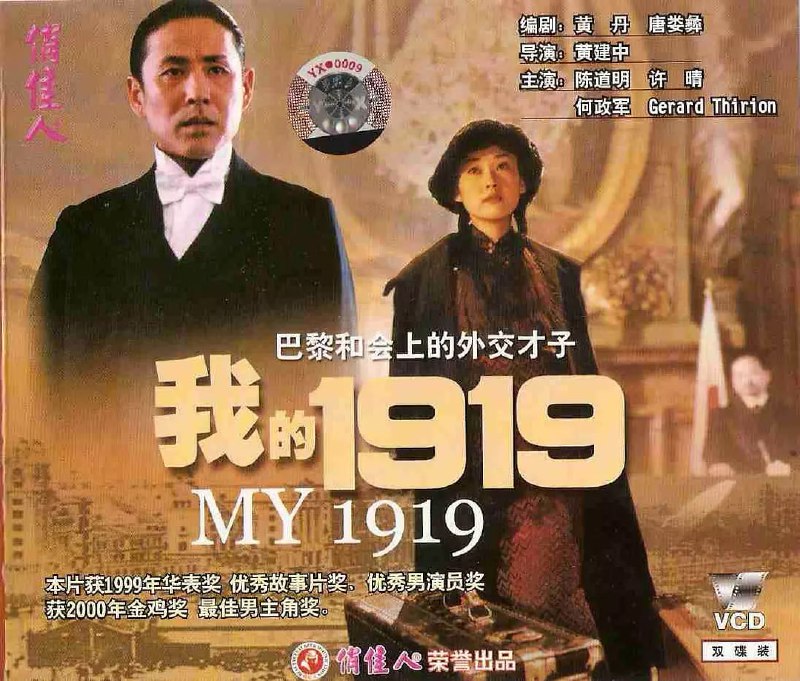 俏佳人
YX●0009
编剧：黄 丹 唐娄彝
导演：黄建中
主演：陈道明 许 晴
何政军 Gerard Thirion
巴黎和会上的外交才子
我的1919
MY 1919
本片获1999年华表奖 优秀故事片奖、优秀男演员奖
获2000年金鸡奖 最佳男主角奖。
VCD
双碟装
俏佳人® 荣誉出品